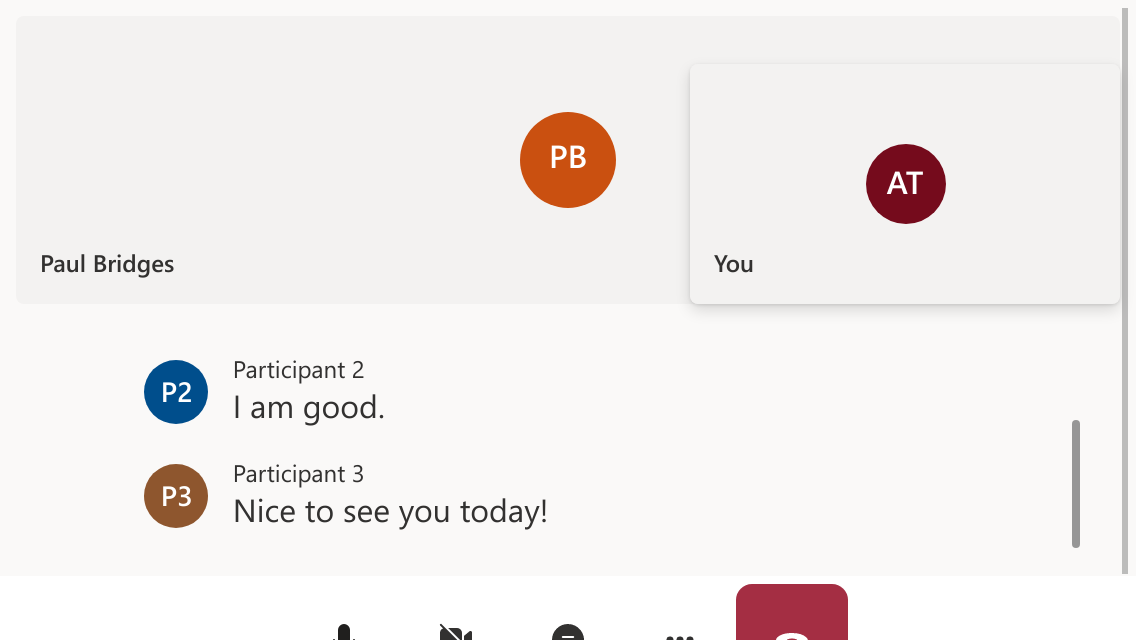 PB
AT
Paul Bridges
You
P2
Participant 2
I am good.
P3
Participant 3
Nice to see you today!